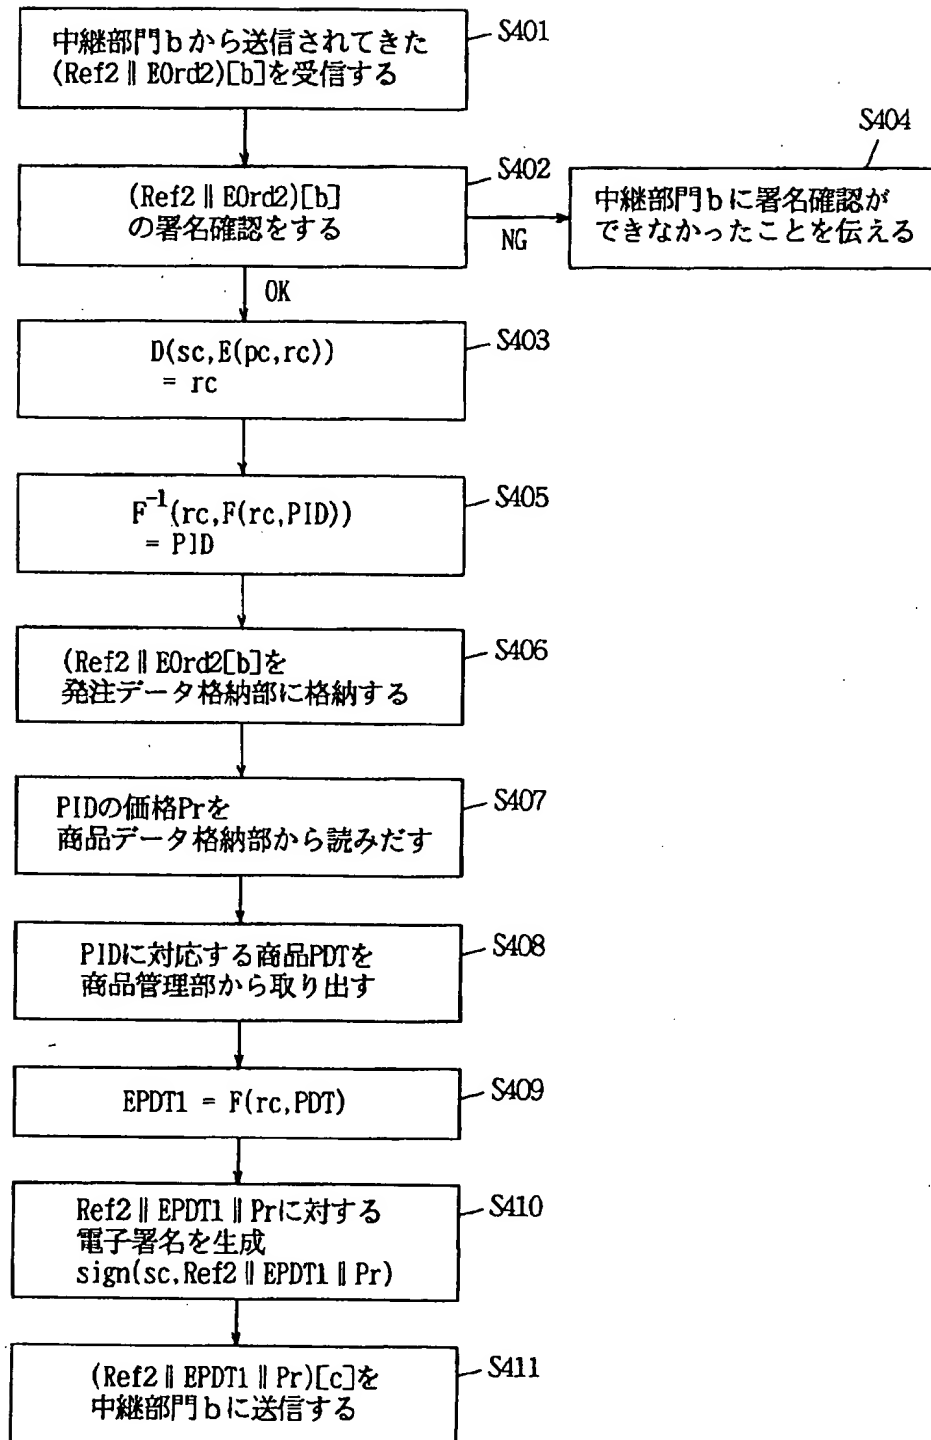 中継部門bから送信されてきた
(Ref2 ∥ EOrd2)[b]を受信する
S401
(Ref2 ∥ EOrd2)[b]
の署名確認をする
S402
NG
OK
S404
中継部門bに署名確認が
できなかったことを伝える
D(sc,E(pc,rc))
= rc
S403
F⁻¹(rc,F(rc,PID))
= PID
S405
(Ref2 ∥ EOrd2[b]を
発注データ格納部に格納する
S406
PIDの価格Prを
商品データ格納部から読みだす
S407
PIDに対応する商品PDTを
商品管理部から取り出す
S408
EPDT1 = F(rc,PDT)
S409
Ref2 ∥ EPDT1 ∥ Prに対する
電子署名を生成
sign(sc,Ref2 ∥ EPDT1 ∥ Pr)
S410
(Ref2 ∥ EPDT1 ∥ Pr)[c]を
中継部門bに送信する
S411